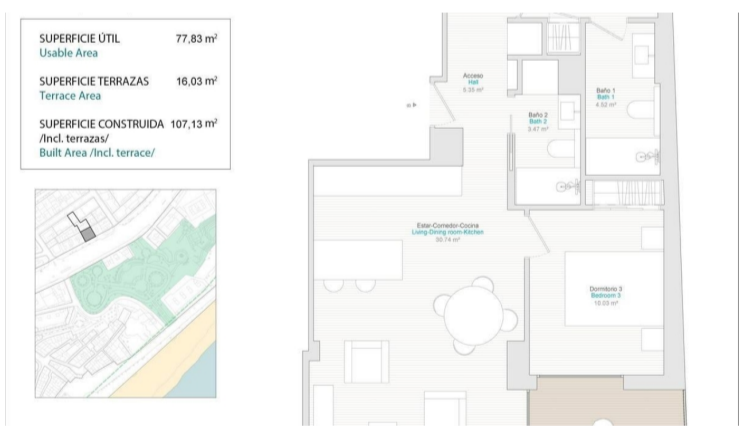 SUPERFICIE ÚTIL 77,83 m²
Usable Area
SUPERFICIE TERRAZAS 16,03 m²
Terrace Area
SUPERFICIE CONSTRUIDA 107,13 m²
/Incl. terrazas/
Built Area /Incl. terrace/
Acceso
Hall
5.35 m²
Baño 1
Bath 1
4.52 m²
Baño 2
Bath 2
3.47 m²
Estar-Comedor-Cocina
Living-Dining room-Kitchen
30.74 m²
Dormitorio 3
Bedroom 3
10.03 m²